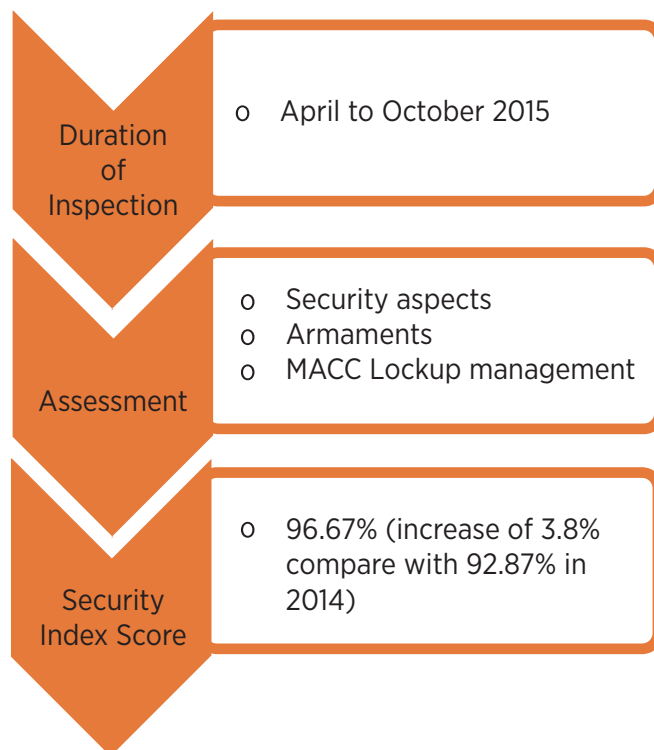 Duration
of
Inspection
o April to October 2015
Assessment
o Security aspects
o Armaments
o MACC Lockup management
Security
Index Score
o 96.67% (increase of 3.8%
compare with 92.87% in
2014)